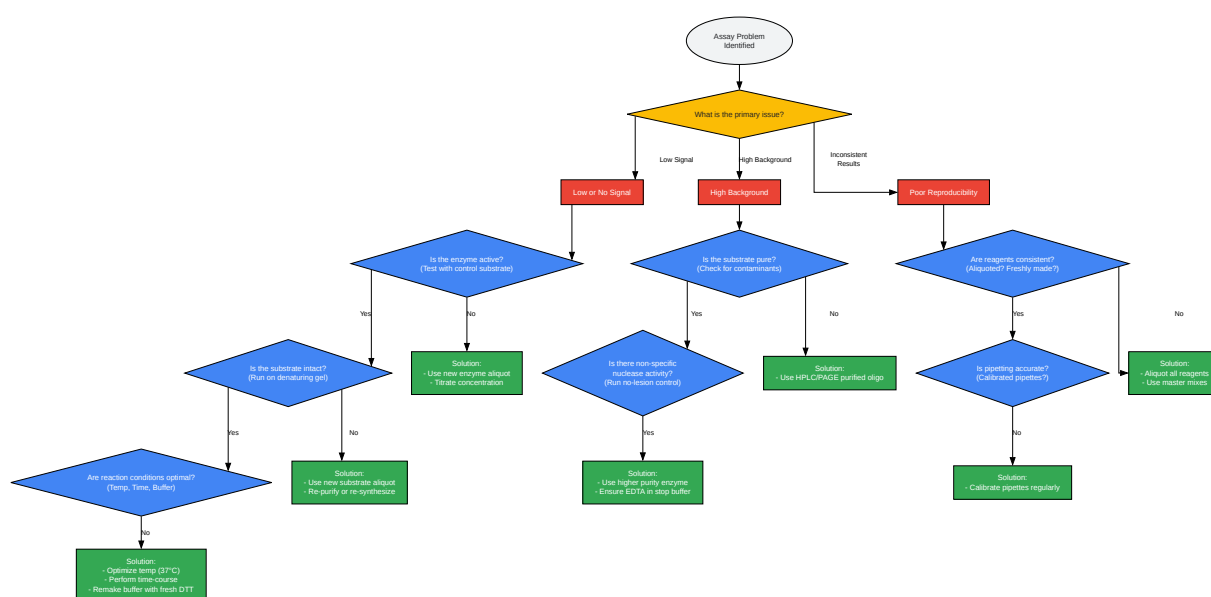 Assay Problem
Identified
What is the primary issue?
Low Signal
High Background
Inconsistent
Results
Low or No Signal
High Background
Poor Reproducibility
Is the enzyme active?
(Test with control substrate)
Is the substrate pure?
(Check for contaminants)
Are reagents consistent?
(Aliquoted? Freshly made?)
Yes
No
Yes
No
Yes
No
Is the substrate intact?
(Run on denaturing gel)
Solution:
- Use new enzyme aliquot
- Titrate concentration
Is there non-specific
nuclease activity?
(Run no-lesion control)
Solution:
- Use HPLC/PAGE purified oligo
Is pipetting accurate?
(Calibrated pipettes?)
Solution:
- Aliquot all reagents
- Use master mixes
Yes
No
Yes
No
Are reaction conditions optimal?
(Temp, Time, Buffer)
Solution:
- Use new substrate aliquot
- Re-purify or re-synthesize
Solution:
- Use higher purity enzyme
- Ensure EDTA in stop buffer
Solution:
- Calibrate pipettes regularly
No
Solution:
- Optimize temp (37°C)
- Perform time-course
- Remake buffer with fresh DTT